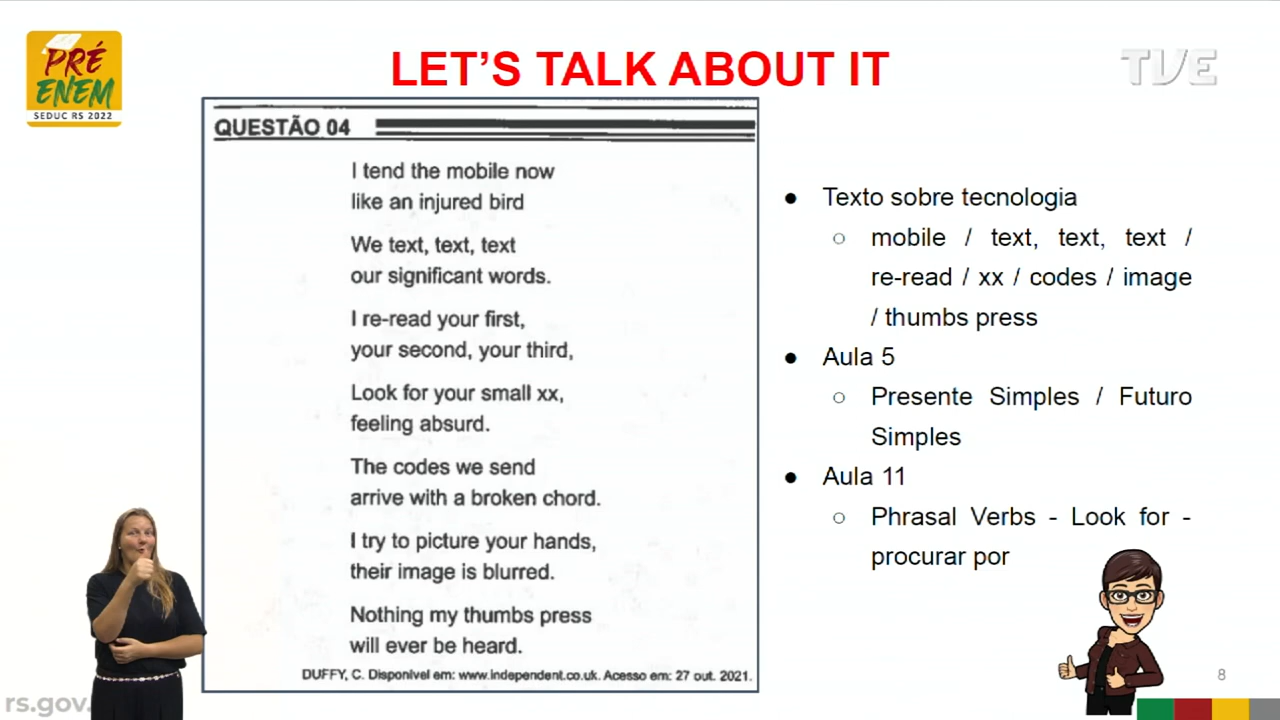 PRÉ
ENEM
SEDUC RS 2022
LET'S TALK ABOUT IT
TVE
QUESTÃO 04
I tend the mobile now
like an injured bird
We text, text, text
our significant words.
I re-read your first,
your second, your third,
Look for your small xx,
feeling absurd.
The codes we send
arrive with a broken chord.
I try to picture your hands,
their image is blurred.
Nothing my thumbs press
will ever be heard.
DUFFY, C. Disponível em: www.independent.co.uk. Acesso em: 27 out. 2021.
● Texto sobre tecnologia
○ mobile / text, text, text /
re-read / xx / codes / image
/ thumbs press
● Aula 5
○ Presente Simples / Futuro
Simples
● Aula 11
○ Phrasal Verbs - Look for -
procurar por
8
rs.gov.